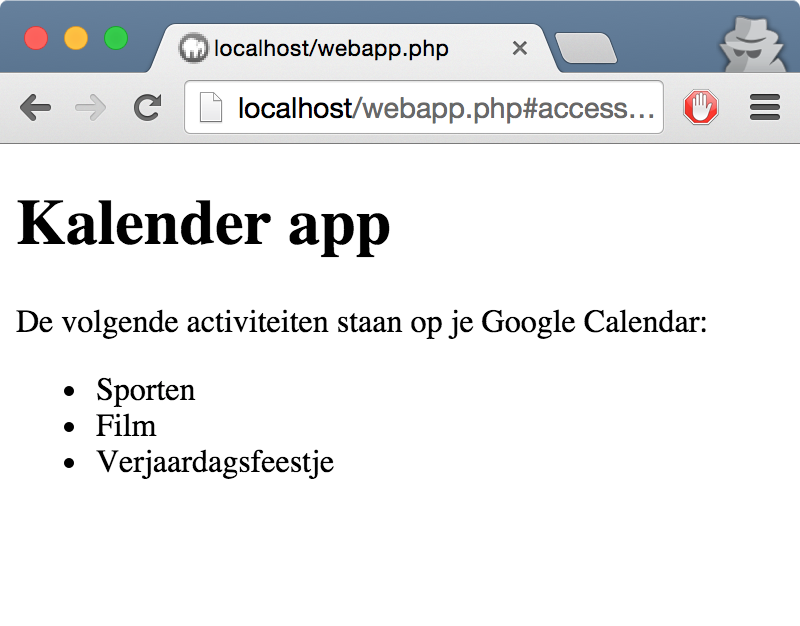 localhost/webapp.php
localhost/webapp.php#access…
Kalender app
De volgende activiteiten staan op je Google Calendar:
• Sporten
• Film
• Verjaardagsfeestje